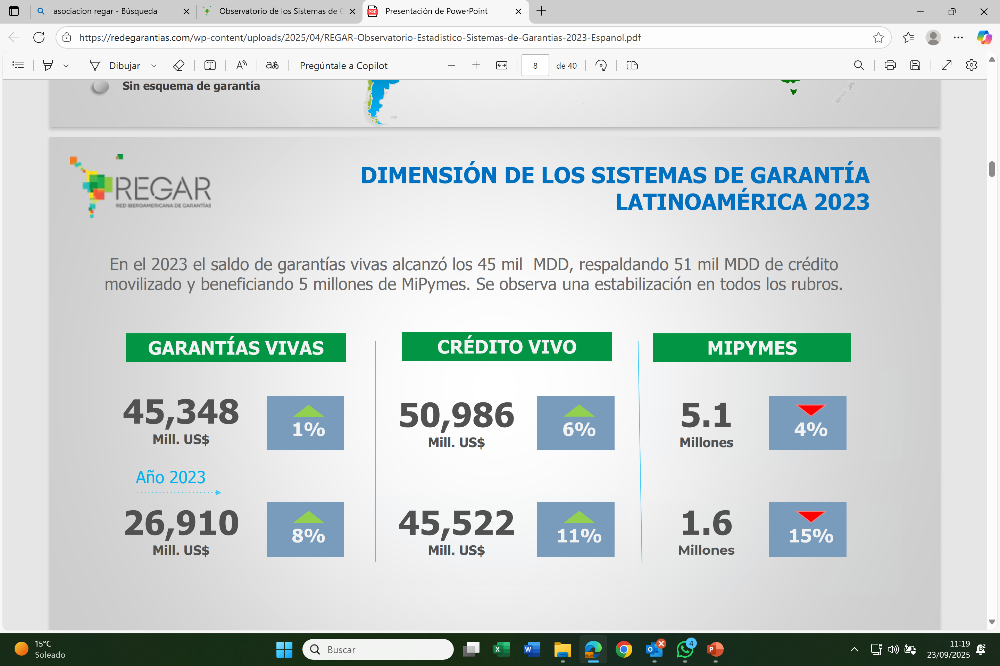 asociacion regar - Búsqueda
Observatorio de los Sistemas de
Presentación de PowerPoint
https://redegarantias.com/wp-content/uploads/2025/04/REGAR-Observatorio-Estadistico-Sistemas-de-Garantias-2023-Espanol.pdf
Dibujar
aあ
Pregúntale a Copilot
8
de 40
Sin esquema de garantía
REGAR
RED IBEROAMERICANA DE GARANTÍAS
DIMENSIÓN DE LOS SISTEMAS DE GARANTÍA
LATINOAMÉRICA 2023
En el 2023 el saldo de garantías vivas alcanzó los 45 mil MDD, respaldando 51 mil MDD de crédito
movilizado y beneficiando 5 millones de MiPymes. Se observa una estabilización en todos los rubros.
GARANTÍAS VIVAS
CRÉDITO VIVO
MIPYMES
45,348
Mill. US$
1%
50,986
Mill. US$
6%
5.1
Millones
4%
Año 2023
26,910
Mill. US$
8%
45,522
Mill. US$
11%
1.6
Millones
15%
15°C
Soleado
Buscar
4
11:19
23/09/2025